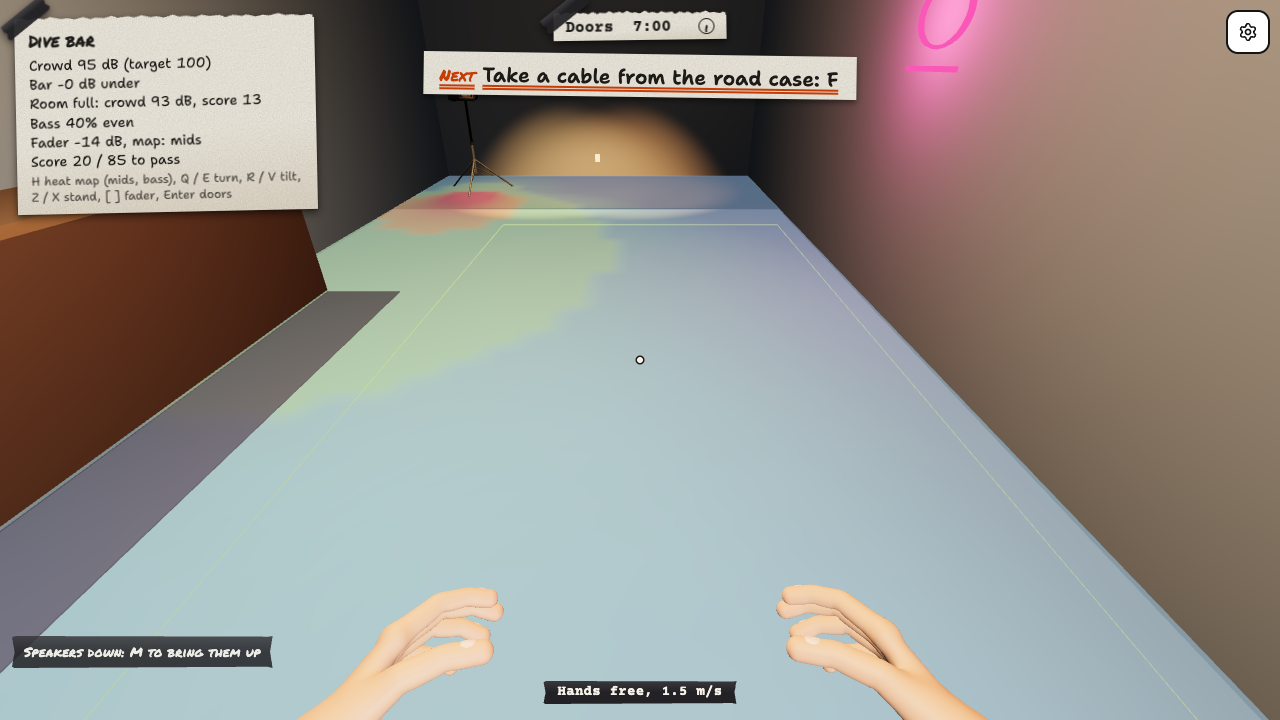 Doors 7:00
Next Take a cable from the road case: F
Dive bar
Crowd 95 dB (target 100)
Bar -0 dB under
Room full: crowd 93 dB, score 13
Bass 40% even
Fader -14 dB, map: mids
Score 20 / 85 to pass
H heat map (mids, bass), Q / E turn, R / V tilt,
Z / X stand, [ ] fader, Enter doors
Speakers down: M to bring them up
Hands free, 1.5 m/s